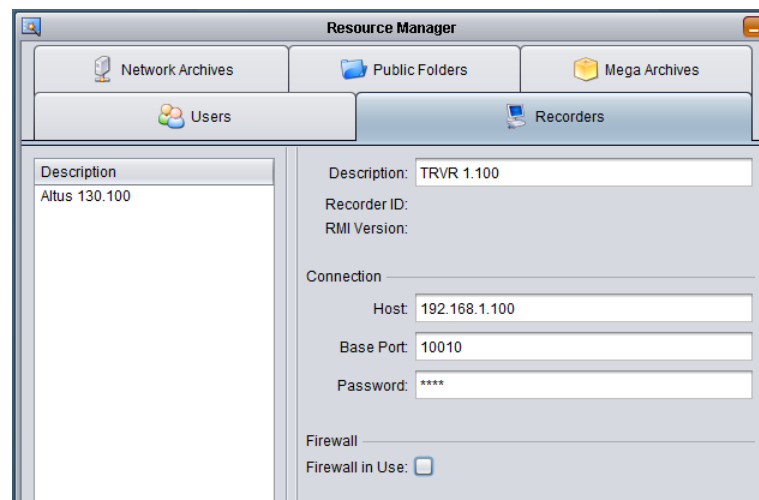 Resource Manager
Network Archives
Public Folders
Mega Archives
Users
Recorders
Description
Altus 130.100
Description: TRVR 1.100
Recorder ID:
RMI Version:
Connection
Host: 192.168.1.100
Base Port: 10010
Password: ****
Firewall
Firewall in Use: